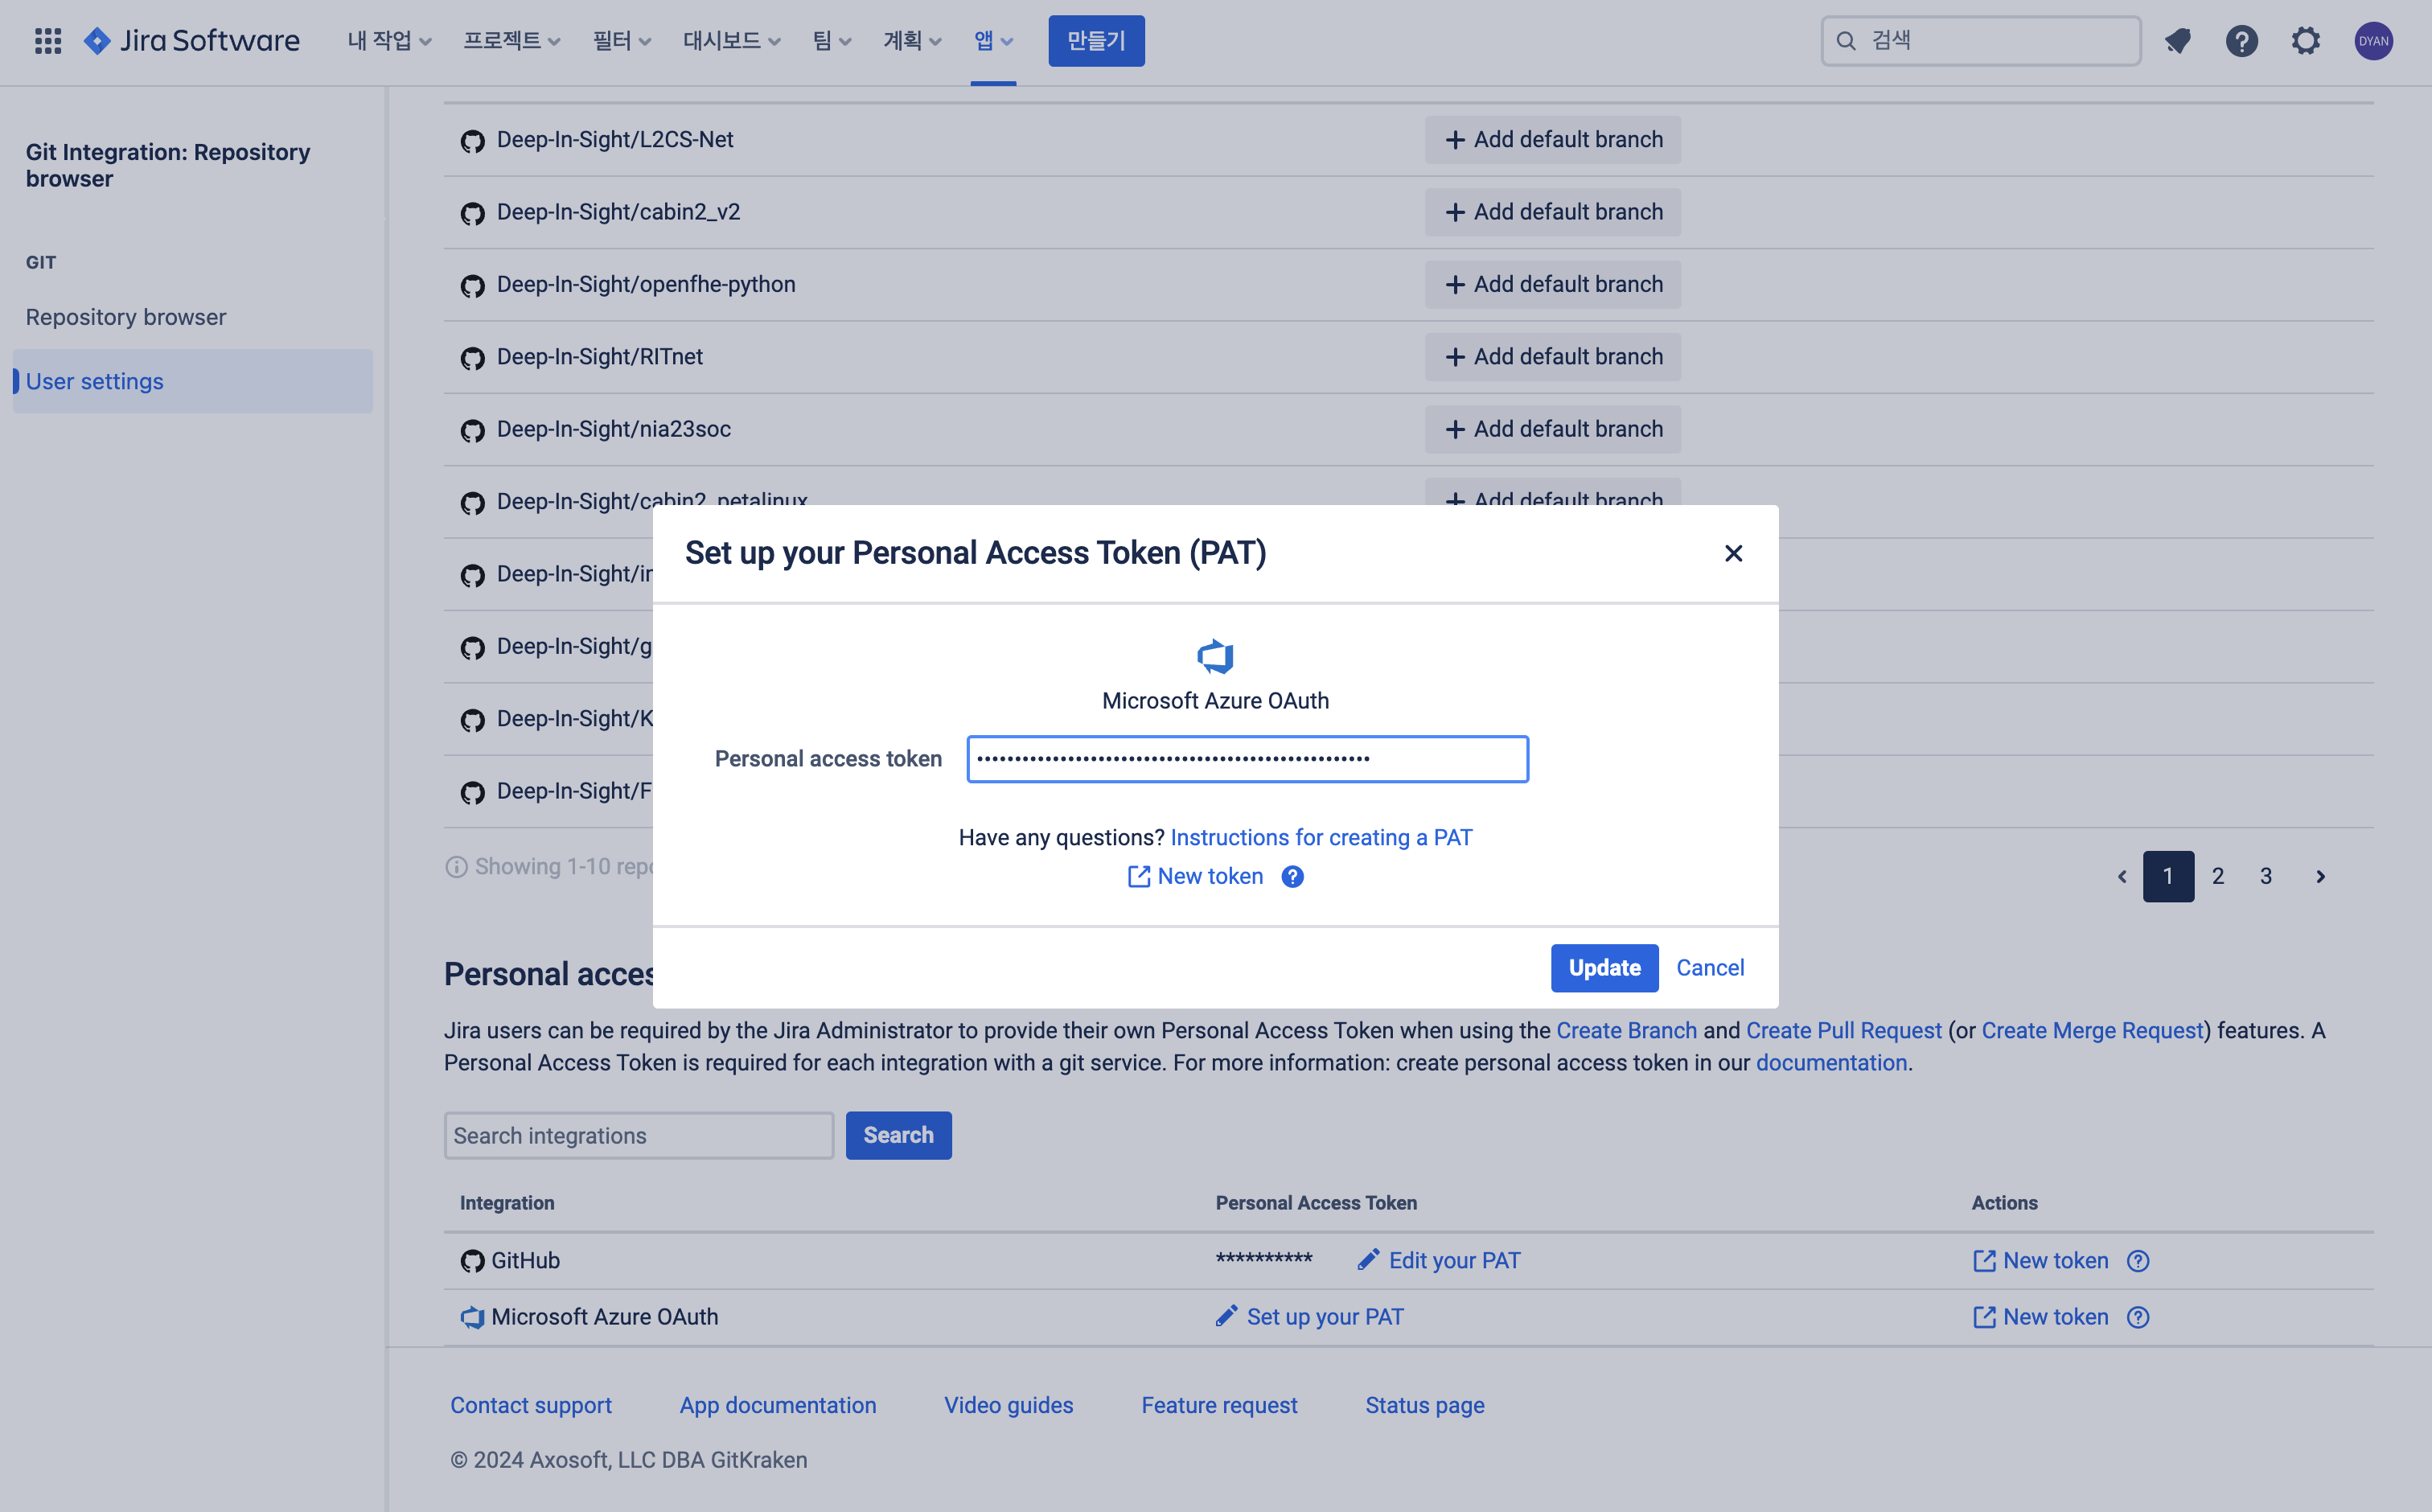 Jira Software 내 작업 프로젝트 필터 대시보드 팀 계획 앱 만들기 검색 DYAN
Git Integration: Repository
browser
GIT
Repository browser
User settings
Deep-In-Sight/L2CS-Net + Add default branch
Deep-In-Sight/cabin2_v2 + Add default branch
Deep-In-Sight/openfhe-python + Add default branch
Deep-In-Sight/RITnet + Add default branch
Deep-In-Sight/nia23soc + Add default branch
Deep-In-Sight/cabin2_petalinux + Add default branch
Deep-In-Sight/
Deep-In-Sight/g
Deep-In-Sight/K
Deep-In-Sight/F
Showing 1-10 repo
1 2 3
Set up your Personal Access Token (PAT)
Microsoft Azure OAuth
Personal access token ••••••••••••••••••••••••••••••••••••••••••••••••••••
Have any questions? Instructions for creating a PAT
New token ?
Update Cancel
Personal acces
Jira users can be required by the Jira Administrator to provide their own Personal Access Token when using the Create Branch and Create Pull Request (or Create Merge Request) features. A
Personal Access Token is required for each integration with a git service. For more information: create personal access token in our documentation.
Search integrations Search
Integration Personal Access Token Actions
GitHub ********** Edit your PAT New token ?
Microsoft Azure OAuth Set up your PAT New token ?
Contact support App documentation Video guides Feature request Status page
© 2024 Axosoft, LLC DBA GitKraken